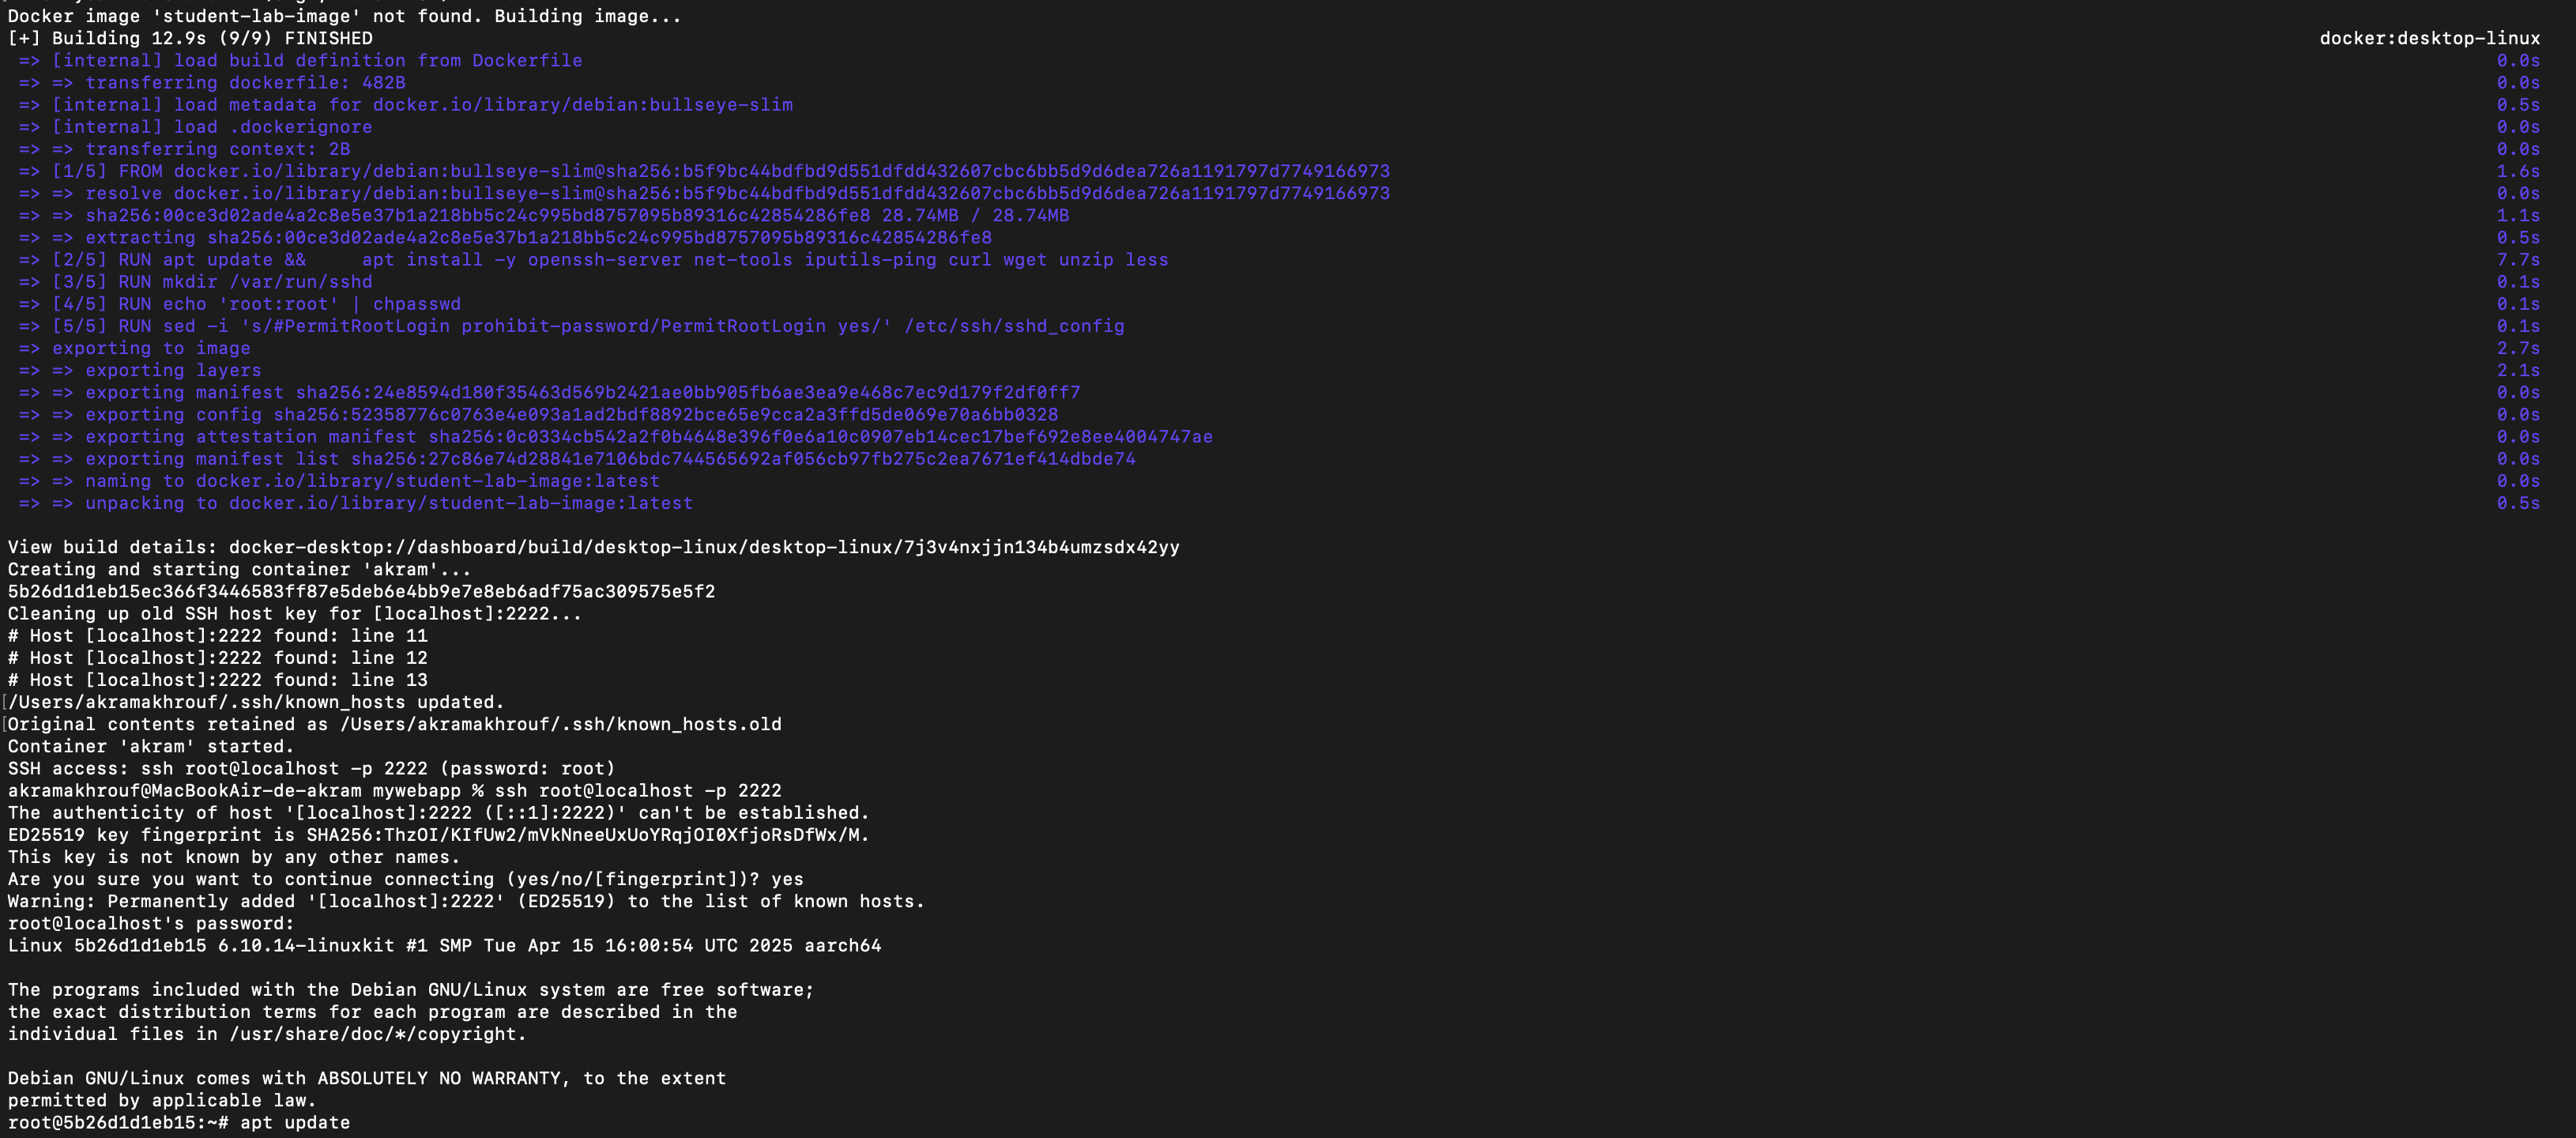 Docker image 'student-lab-image' not found. Building image...
[+] Building 12.9s (9/9) FINISHED docker:desktop-linux
=> [internal] load build definition from Dockerfile 0.0s
=> => transferring dockerfile: 482B 0.0s
=> [internal] load metadata for docker.io/library/debian:bullseye-slim 0.5s
=> [internal] load .dockerignore 0.0s
=> => transferring context: 2B 0.0s
=> [1/5] FROM docker.io/library/debian:bullseye-slim@sha256:b5f9bc44bdfbd9d551dfdd432607cbc6bb5d9d6dea726a1191797d7749166973 1.6s
=> => resolve docker.io/library/debian:bullseye-slim@sha256:b5f9bc44bdfbd9d551dfdd432607cbc6bb5d9d6dea726a1191797d7749166973 0.0s
=> => sha256:00ce3d02ade4a2c8e5e37b1a218bb5c24c995bd8757095b89316c42854286fe8 28.74MB / 28.74MB 1.1s
=> => extracting sha256:00ce3d02ade4a2c8e5e37b1a218bb5c24c995bd8757095b89316c42854286fe8 0.5s
=> [2/5] RUN apt update &&     apt install -y openssh-server net-tools iputils-ping curl wget unzip less 7.7s
=> [3/5] RUN mkdir /var/run/sshd 0.1s
=> [4/5] RUN echo 'root:root' | chpasswd 0.1s
=> [5/5] RUN sed -i 's/#PermitRootLogin prohibit-password/PermitRootLogin yes/' /etc/ssh/sshd_config 0.1s
=> exporting to image 2.7s
=> => exporting layers 2.1s
=> => exporting manifest sha256:24e8594d180f35463d569b2421ae0bb905fb6ae3ea9e468c7ec9d179f2df0ff7 0.0s
=> => exporting config sha256:52358776c0763e4e093a1ad2bdf8892bce65e9cca2a3ffd5de069e70a6bb0328 0.0s
=> => exporting attestation manifest sha256:0c0334cb542a2f0b4648e396f0e6a10c0907eb14cec17bef692e8ee4004747ae 0.0s
=> => exporting manifest list sha256:27c86e74d28841e7106bdc744565692af056cb97fb275c2ea7671ef414dbde74 0.0s
=> => naming to docker.io/library/student-lab-image:latest 0.0s
=> => unpacking to docker.io/library/student-lab-image:latest 0.5s
View build details: docker-desktop://dashboard/build/desktop-linux/desktop-linux/7j3v4nxjjn134b4umzsdx42yy
Creating and starting container 'akram'...
5b26d1d1eb15ec366f3446583ff87e5deb6e4bb9e7e8eb6adf75ac309575e5f2
Cleaning up old SSH host key for [localhost]:2222...
# Host [localhost]:2222 found: line 11
# Host [localhost]:2222 found: line 12
# Host [localhost]:2222 found: line 13
/Users/akramakhrouf/.ssh/known_hosts updated.
Original contents retained as /Users/akramakhrouf/.ssh/known_hosts.old
Container 'akram' started.
SSH access: ssh root@localhost -p 2222 (password: root)
akramakhrouf@MacBookAir-de-akram mywebapp % ssh root@localhost -p 2222
The authenticity of host '[localhost]:2222 ([::1]:2222)' can't be established.
ED25519 key fingerprint is SHA256:ThzOI/KIfUw2/mVkNneeUxUoYRqjOI0XfjoRsDfWx/M.
This key is not known by any other names.
Are you sure you want to continue connecting (yes/no/[fingerprint])? yes
Warning: Permanently added '[localhost]:2222' (ED25519) to the list of known hosts.
root@localhost's password:
Linux 5b26d1d1eb15 6.10.14-linuxkit #1 SMP Tue Apr 15 16:00:54 UTC 2025 aarch64
The programs included with the Debian GNU/Linux system are free software;
the exact distribution terms for each program are described in the
individual files in /usr/share/doc/*/copyright.
Debian GNU/Linux comes with ABSOLUTELY NO WARRANTY, to the extent
permitted by applicable law.
root@5b26d1d1eb15:~# apt update